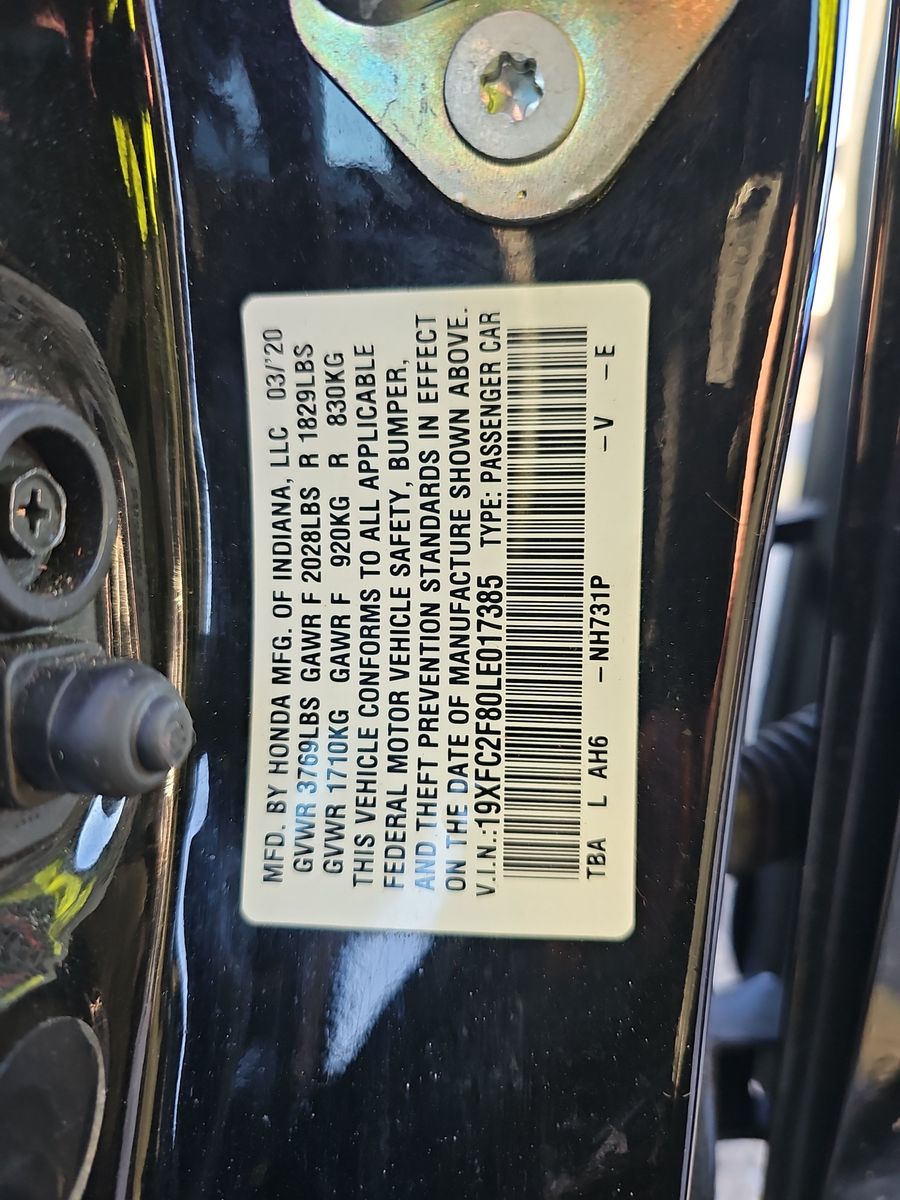 MFD. BY HONDA MFG. OF INDIANA, LLC 03/'20
GVWR 3769LBS GAWR F 2028LBS R 1829LBS
GVWR 1710KG GAWR F 920KG R 830KG
THIS VEHICLE CONFORMS TO ALL APPLICABLE
FEDERAL MOTOR VEHICLE SAFETY, BUMPER,
AND THEFT PREVENTION STANDARDS IN EFFECT
ON THE DATE OF MANUFACTURE SHOWN ABOVE.
V.I.N.:19XFC2F80LE017385 TYPE: PASSENGER CAR
TBA L AH6 -NH731P -V -E